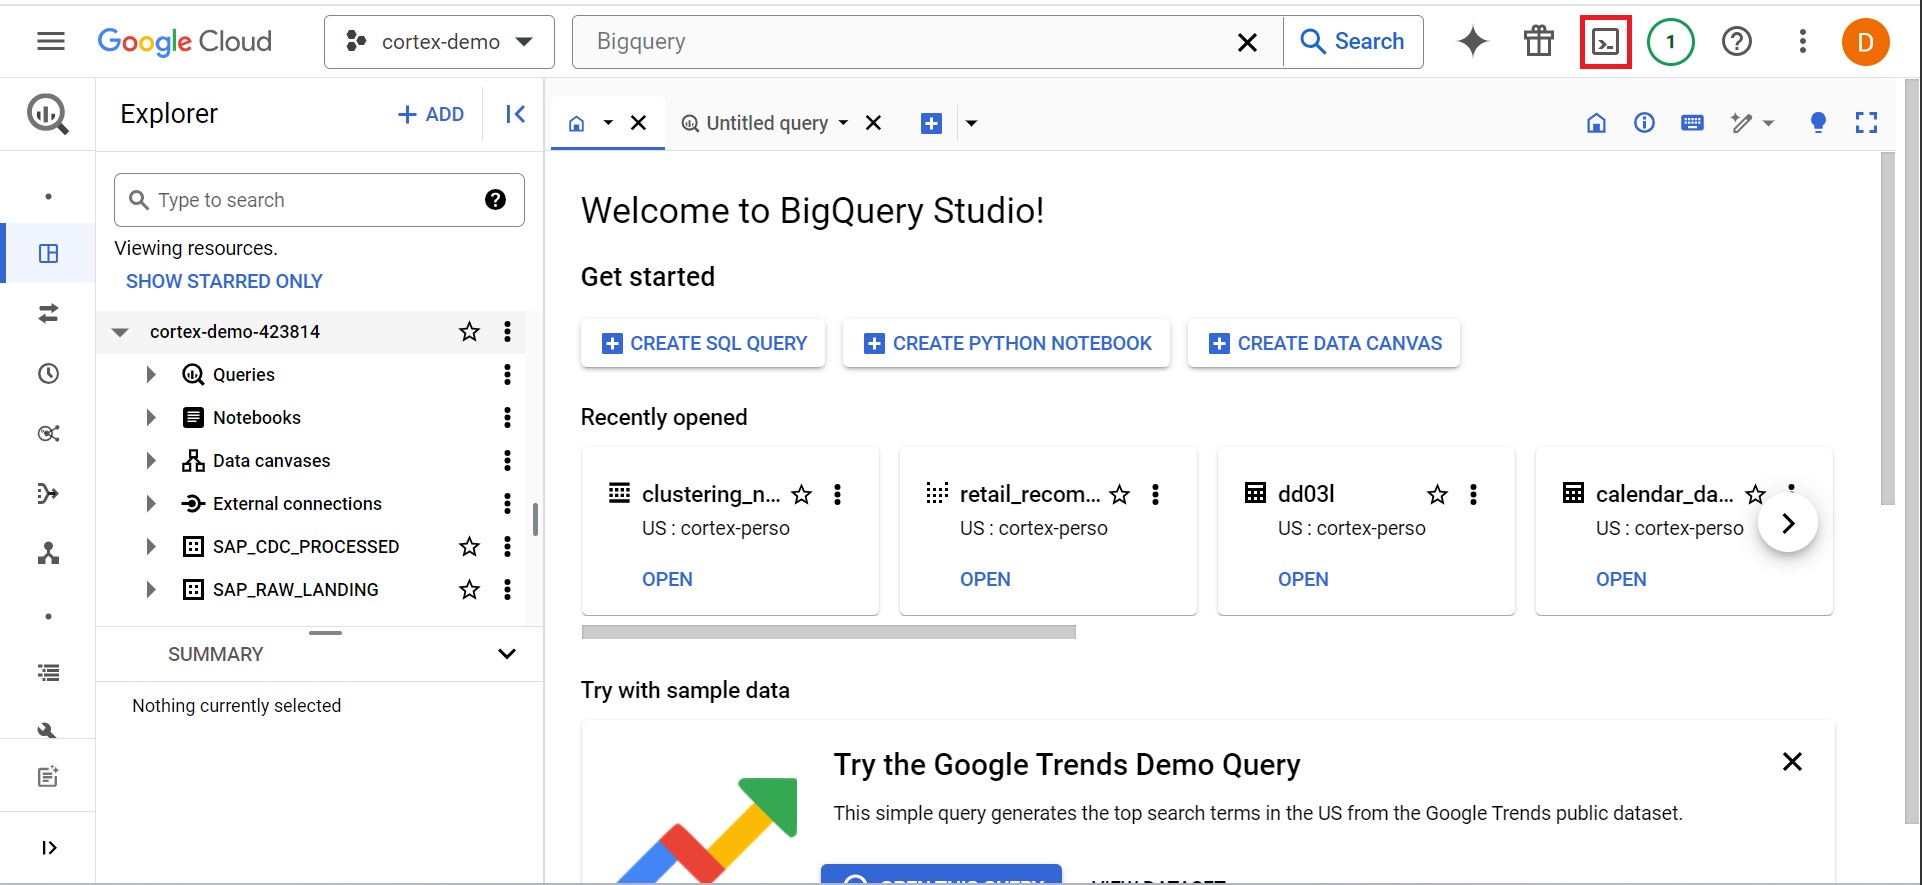 Google Cloud
cortex-demo
Bigquery
Search
1
D
Explorer
ADD
Untitled query
Type to search
Viewing resources.
SHOW STARRED ONLY
cortex-demo-423814
Queries
Notebooks
Data canvases
External connections
SAP_CDC_PROCESSED
SAP_RAW_LANDING
SUMMARY
Nothing currently selected
Welcome to BigQuery Studio!
Get started
CREATE SQL QUERY
CREATE PYTHON NOTEBOOK
CREATE DATA CANVAS
Recently opened
clustering_n...
US : cortex-perso
OPEN
retail_recom...
US : cortex-perso
OPEN
dd03l
US : cortex-perso
OPEN
calendar_da...
US : cortex-perso
OPEN
Try with sample data
Try the Google Trends Demo Query
This simple query generates the top search terms in the US from the Google Trends public dataset.
OPEN THIS QUERY
VIEW DATASET